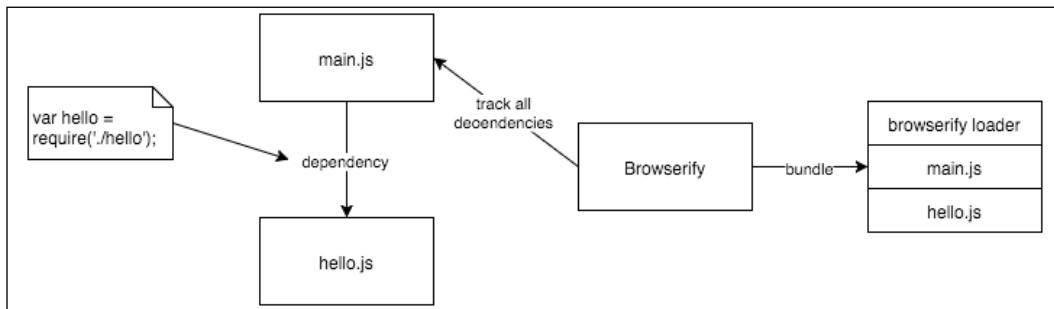 main.js
var hello =
require('./hello');
dependency
hello.js
track all
deoendencies
Browserify
bundle
browserify loader
main.js
hello.js